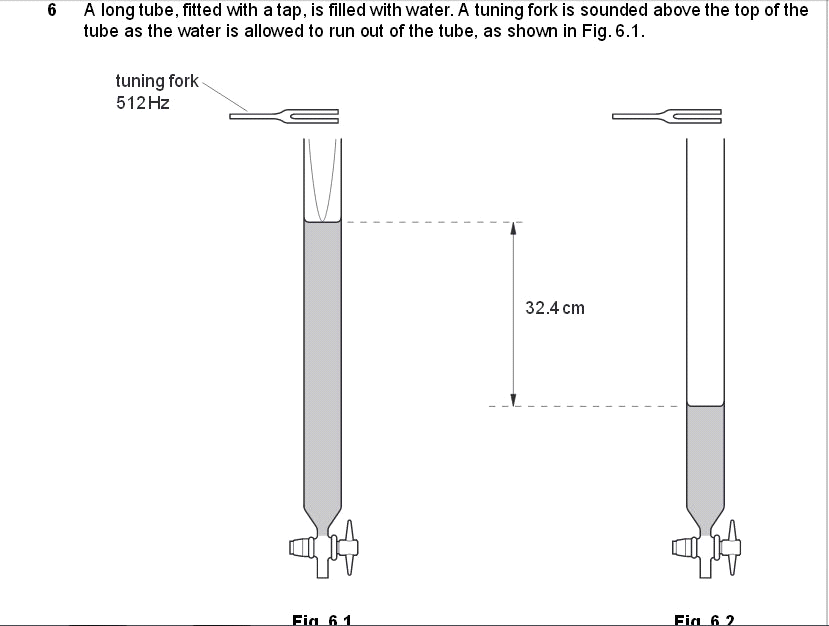 6 A long tube, fitted with a tap, is filled with water. A tuning fork is sounded above the top of the
tube as the water is allowed to run out of the tube, as shown in Fig. 6.1.
tuning fork
512 Hz
32.4 cm
Fig. 6.1
Fig. 6.2